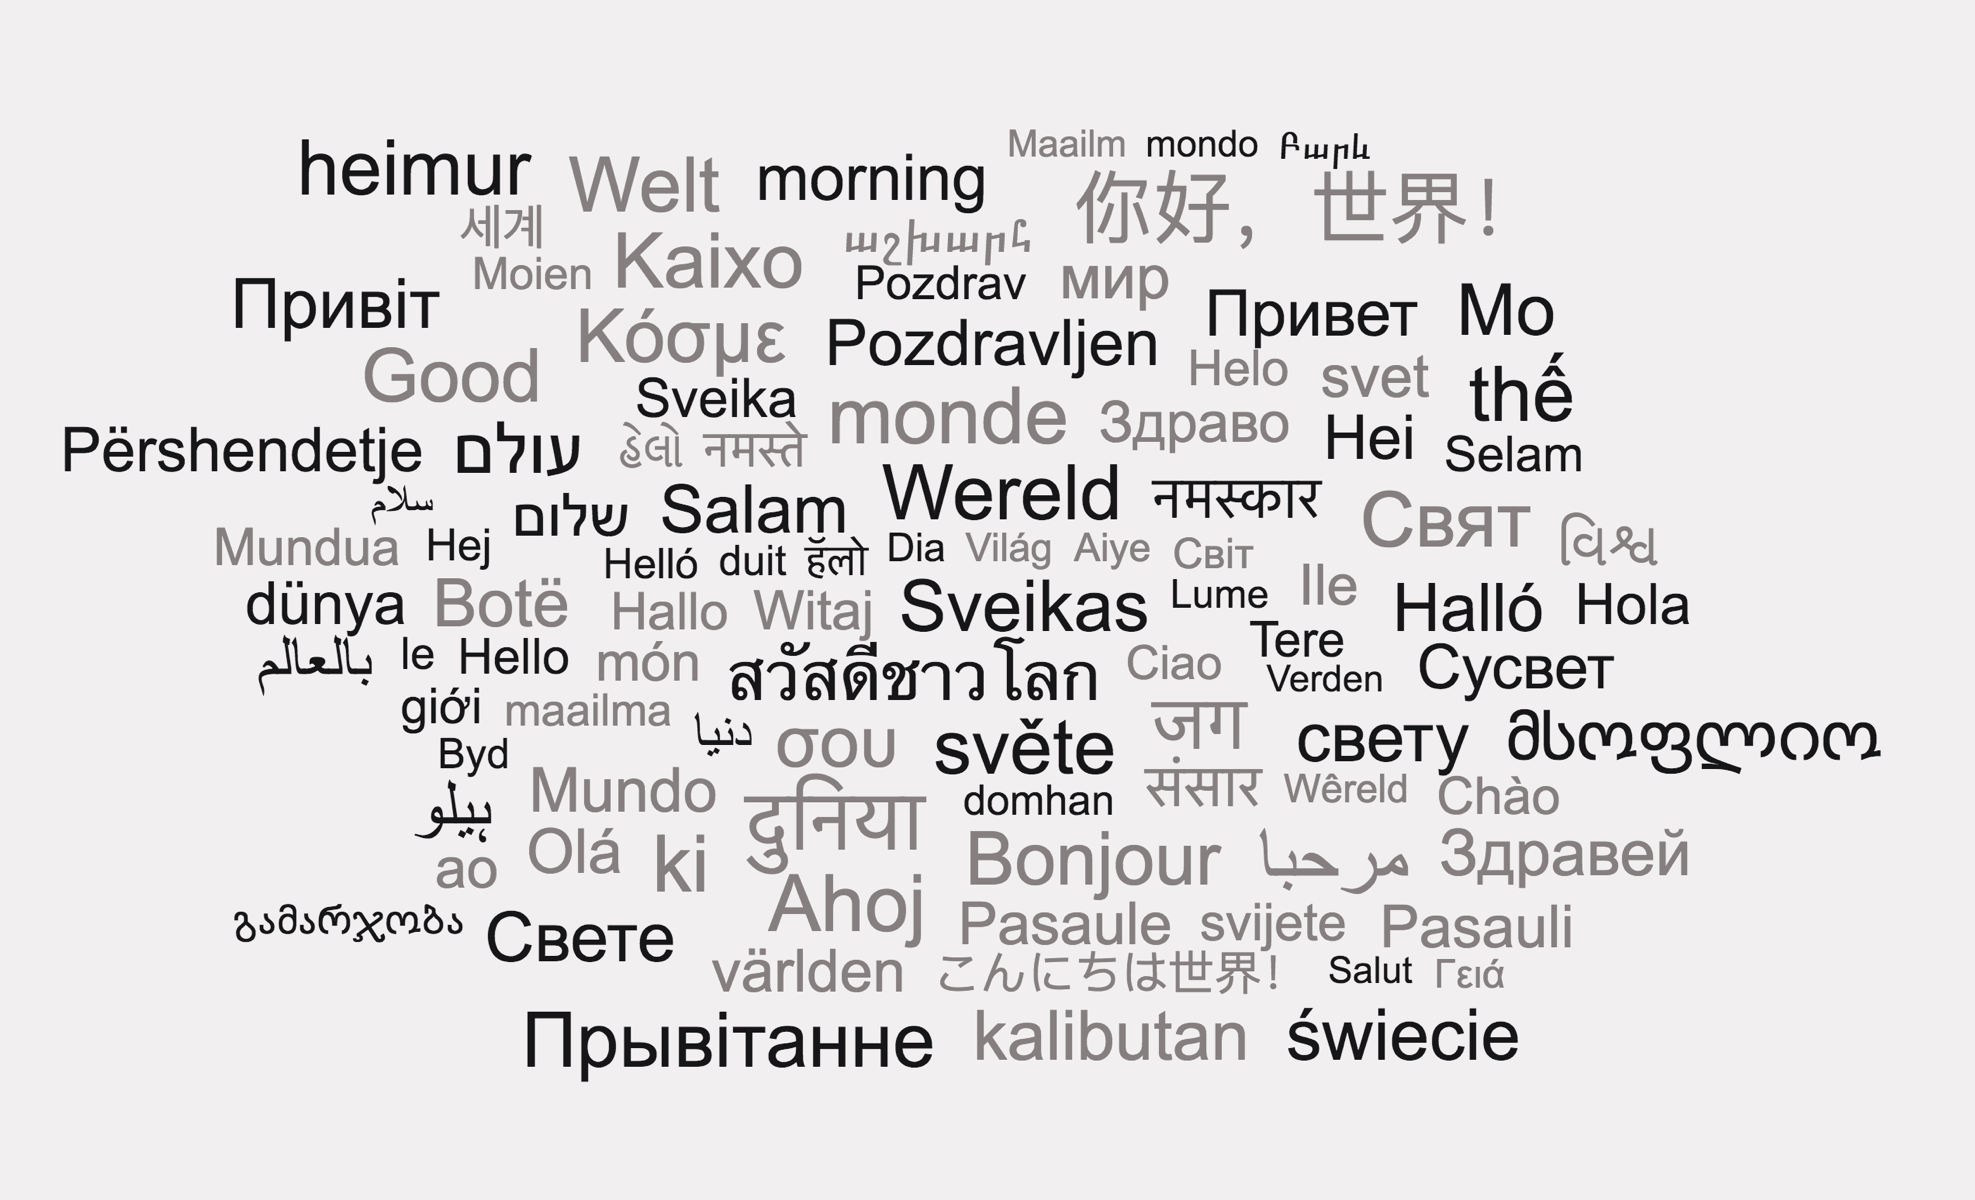 Maailm mondo Բարև
heimur Welt morning 你好，世界！
세계 Kaixo աշխարհ
Moien Pozdrav мир
Привіт Κόσμε Pozdravljen Привет Mo
Good Sveika monde Helo svet thế
Përshendetje עולם હેલો नमस्ते Здраво Hei Selam
سلام שלום Salam Wereld नमस्कार Свят વિશ્વ
Mundua Hej Helló duit हॅलो Dia Világ Aiye Світ
dünya Botë Hallo Witaj Sveikas Lume Ile Halló Hola
بالعالم le Hello món สวัสดีชาวโลก Ciao Tere Verden Сусвет
giới maailma دنیا σου světe जग свету მსოფლიო
Byd Mundo दुनिया domhan संसार Wêreld Chào
ہیلو ao Olá ki Bonjour مرحبا Здравей
გამარჯობა Свете Ahoj Pasaule svijete Pasauli
världen こんにちは世界！ Salut Γειά
Прывітанне kalibutan świecie